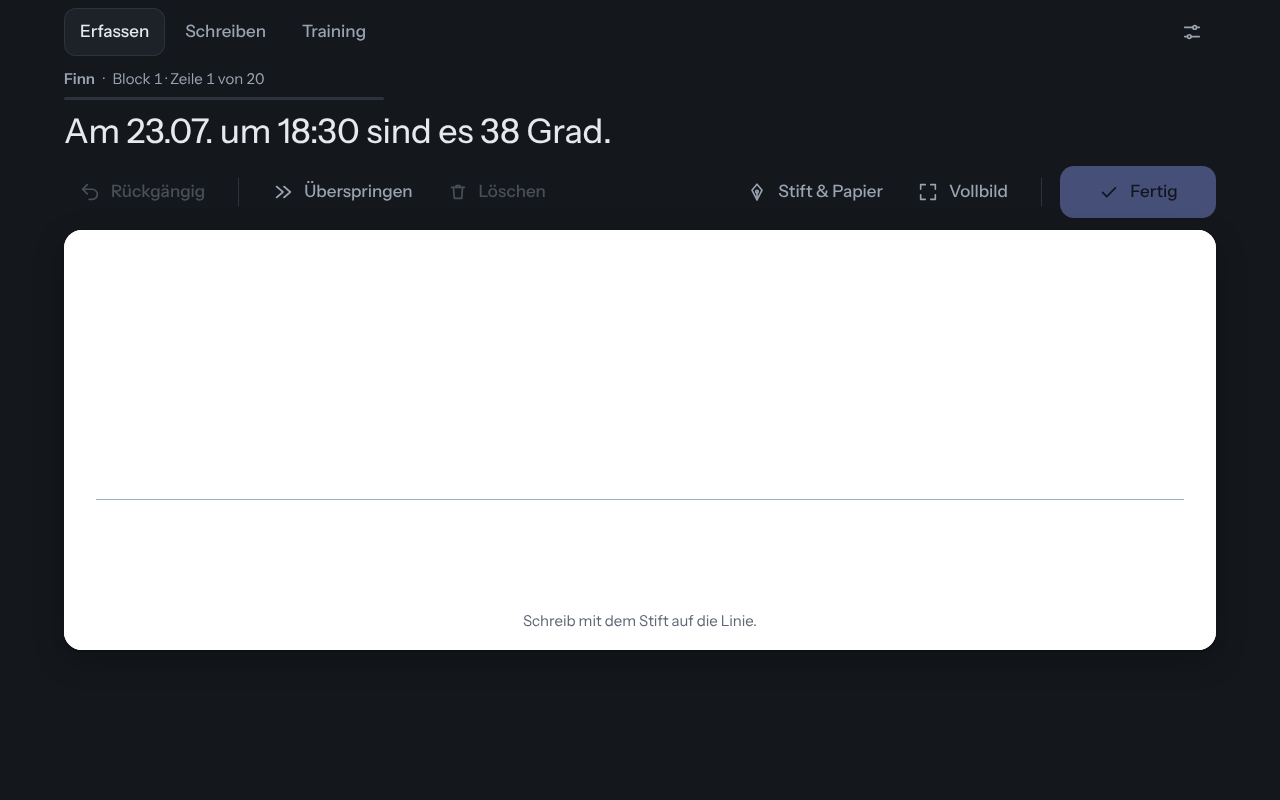 Erfassen Schreiben Training
Finn · Block 1 · Zeile 1 von 20
Am 23.07. um 18:30 sind es 38 Grad.
Rückgängig Überspringen Löschen Stift & Papier Vollbild Fertig
Schreib mit dem Stift auf die Linie.